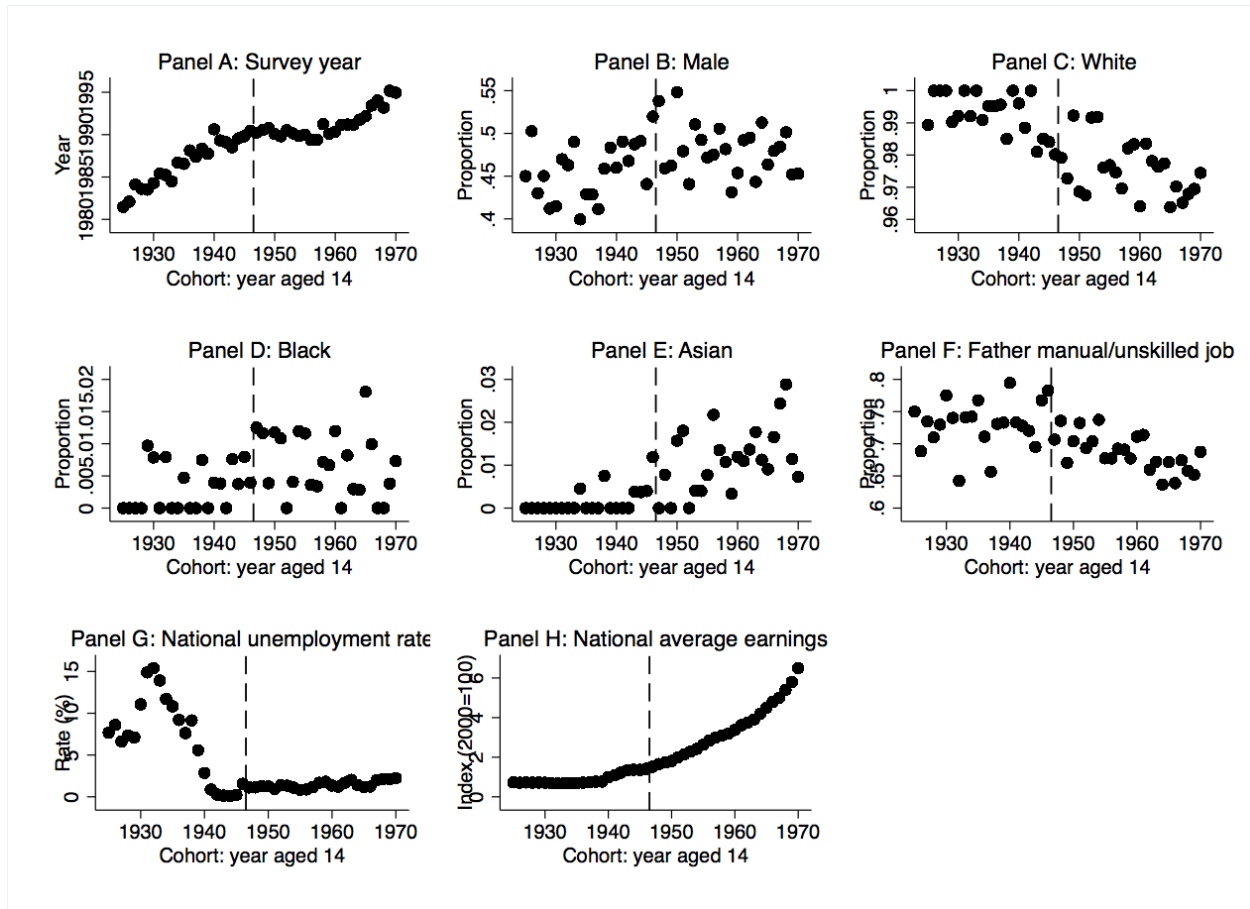 Panel A: Survey year
Year
1980198519901995
1930 1940 1950 1960 1970
Cohort: year aged 14
Panel B: Male
Proportion
.4 .45 .5 .55
1930 1940 1950 1960 1970
Cohort: year aged 14
Panel C: White
Proportion
.96.97.98.99 1
1930 1940 1950 1960 1970
Cohort: year aged 14
Panel D: Black
Proportion
0 .005.01.015.02
1930 1940 1950 1960 1970
Cohort: year aged 14
Panel E: Asian
Proportion
0 .01 .02 .03
1930 1940 1950 1960 1970
Cohort: year aged 14
Panel F: Father manual/unskilled job
Proportion
.6 .65 .7 .75 .8
1930 1940 1950 1960 1970
Cohort: year aged 14
Panel G: National unemployment rate
Rate (%)
0 5 10 15
1930 1940 1950 1960 1970
Cohort: year aged 14
Panel H: National average earnings
Index (2000=100)
0 2 4 6
1930 1940 1950 1960 1970
Cohort: year aged 14